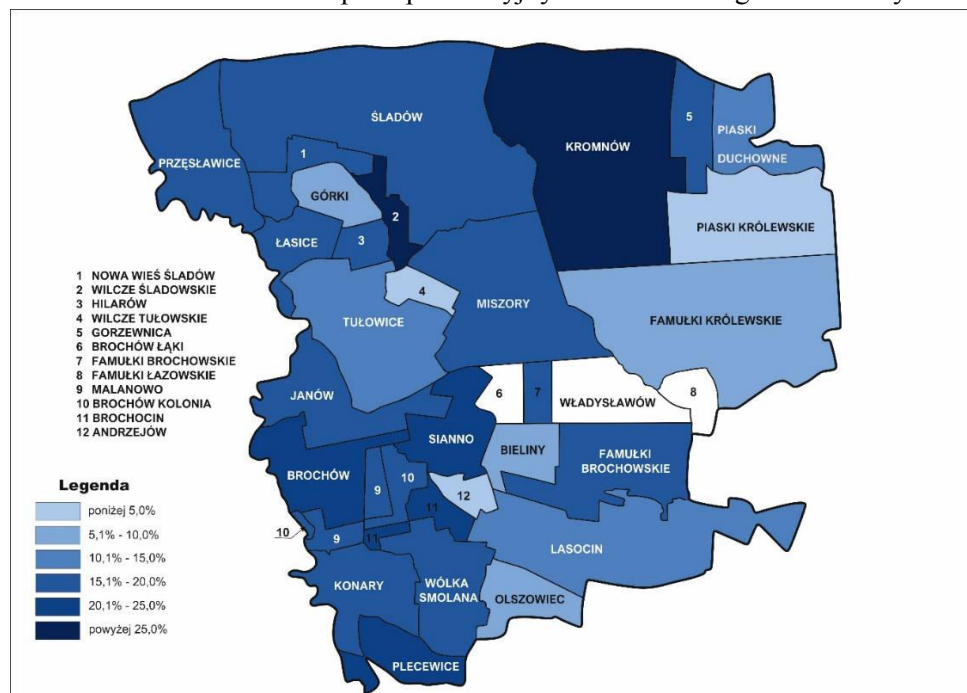 ŚLADÓW
KROMNÓW
5
PIASKI
DUCHOWNE
1
PRZĘSŁAWICE
GÓRKI
2
PIASKI KRÓLEWSKIE
ŁASICE
3
4
MISZORY
TUŁOWICE
FAMUŁKI KRÓLEWSKIE
1 NOWA WIEŚ ŚLADÓW
2 WILCZE ŚLADOWSKIE
3 HILARÓW
4 WILCZE TUŁOWSKIE
5 GORZEWNICA
6 BROCHÓW ŁĄKI
7 FAMUŁKI BROCHOWSKIE
8 FAMUŁKI ŁAZOWSKIE
9 MALANOWO
10 BROCHÓW KOLONIA
11 BROCHOCIN
12 ANDRZEJÓW
JANÓW
6
7
WŁADYSŁAWÓW
8
SIANNO
BIELINY
FAMUŁKI
BROCHOWSKIE
BROCHÓW
9
10
12
11
10
9
11
LASOCIN
KONARY
WÓLKA
SMOLANA
OLSZOWIEC
PLECEWICE
Legenda
poniżej 5,0%
5,1% - 10,0%
10,1% - 15,0%
15,1% - 20,0%
20,1% - 25,0%
powyżej 25,0%